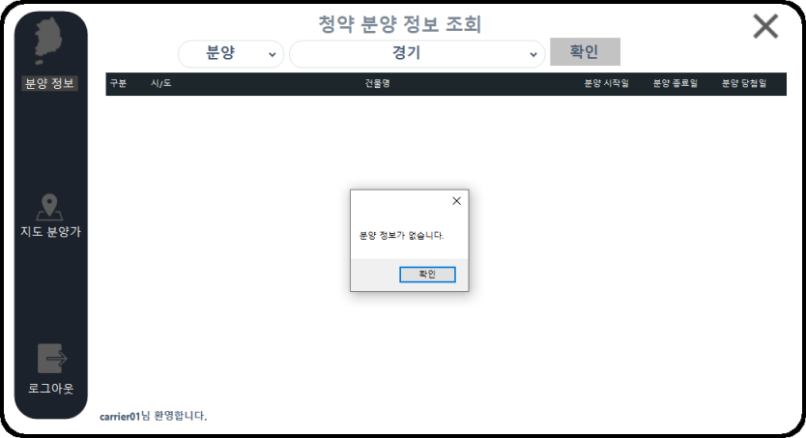 청약 분양 정보 조회
분양 경기 확인
분양 정보
구분 시/도 건물명 분양 시작일 분양 종료일 분양 당첨일
분양 정보가 없습니다.
확인
지도 분양가
로그아웃
carrier01님 환영합니다.